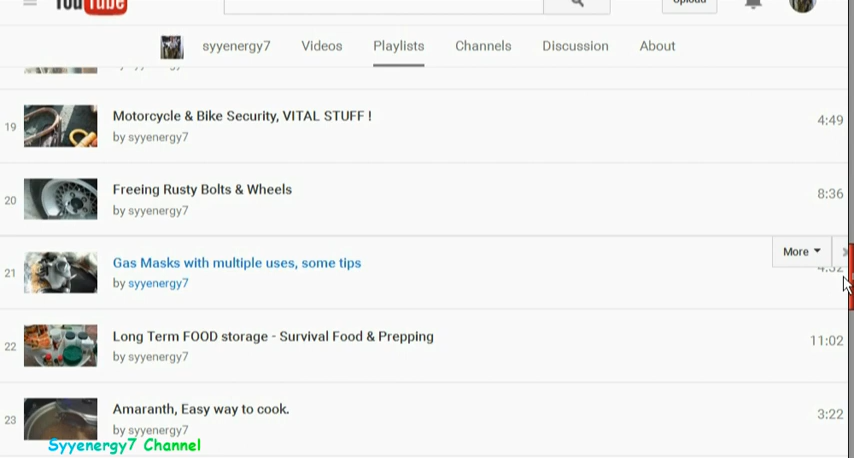 YouTube
Upload
syyenergy7 Videos Playlists Channels Discussion About
19
Motorcycle & Bike Security, VITAL STUFF !
by syyenergy7
4:49
20
Freeing Rusty Bolts & Wheels
by syyenergy7
8:36
21
Gas Masks with multiple uses, some tips
by syyenergy7
More
22
Long Term FOOD storage - Survival Food & Prepping
by syyenergy7
11:02
23
Amaranth, Easy way to cook.
by syyenergy7
3:22
Syyenergy7 Channel